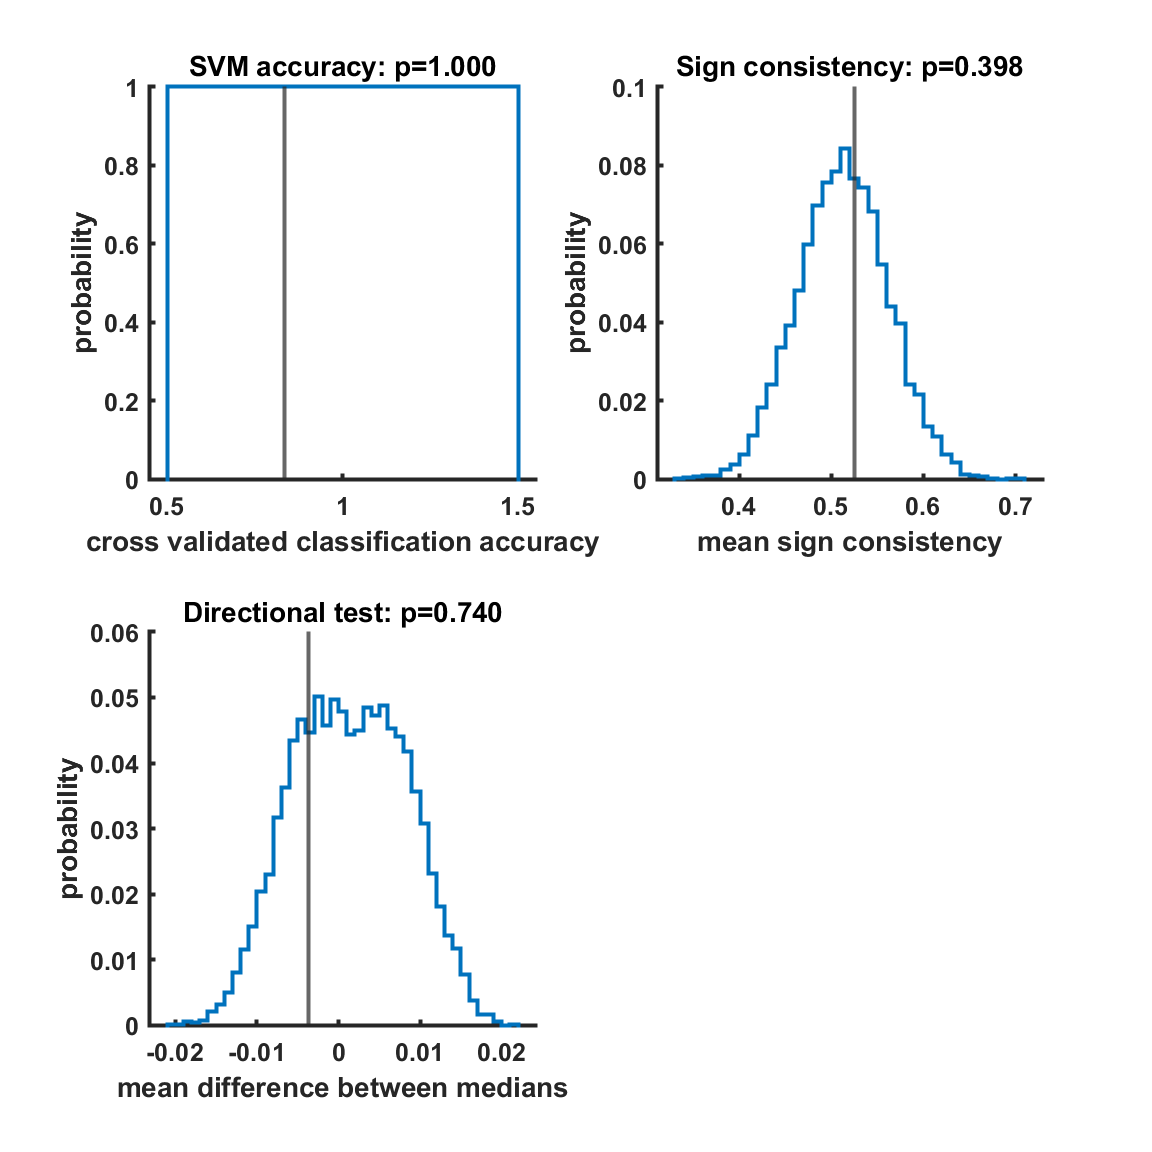 SVM accuracy: p=1.000
1
0.8
0.6
0.4
0.2
0
probability
0.5 1 1.5
cross validated classification accuracy
Sign consistency: p=0.398
0.1
0.08
0.06
0.04
0.02
0
probability
0.4 0.5 0.6 0.7
mean sign consistency
Directional test: p=0.740
0.06
0.05
0.04
0.03
0.02
0.01
0
probability
-0.02 -0.01 0 0.01 0.02
mean difference between medians